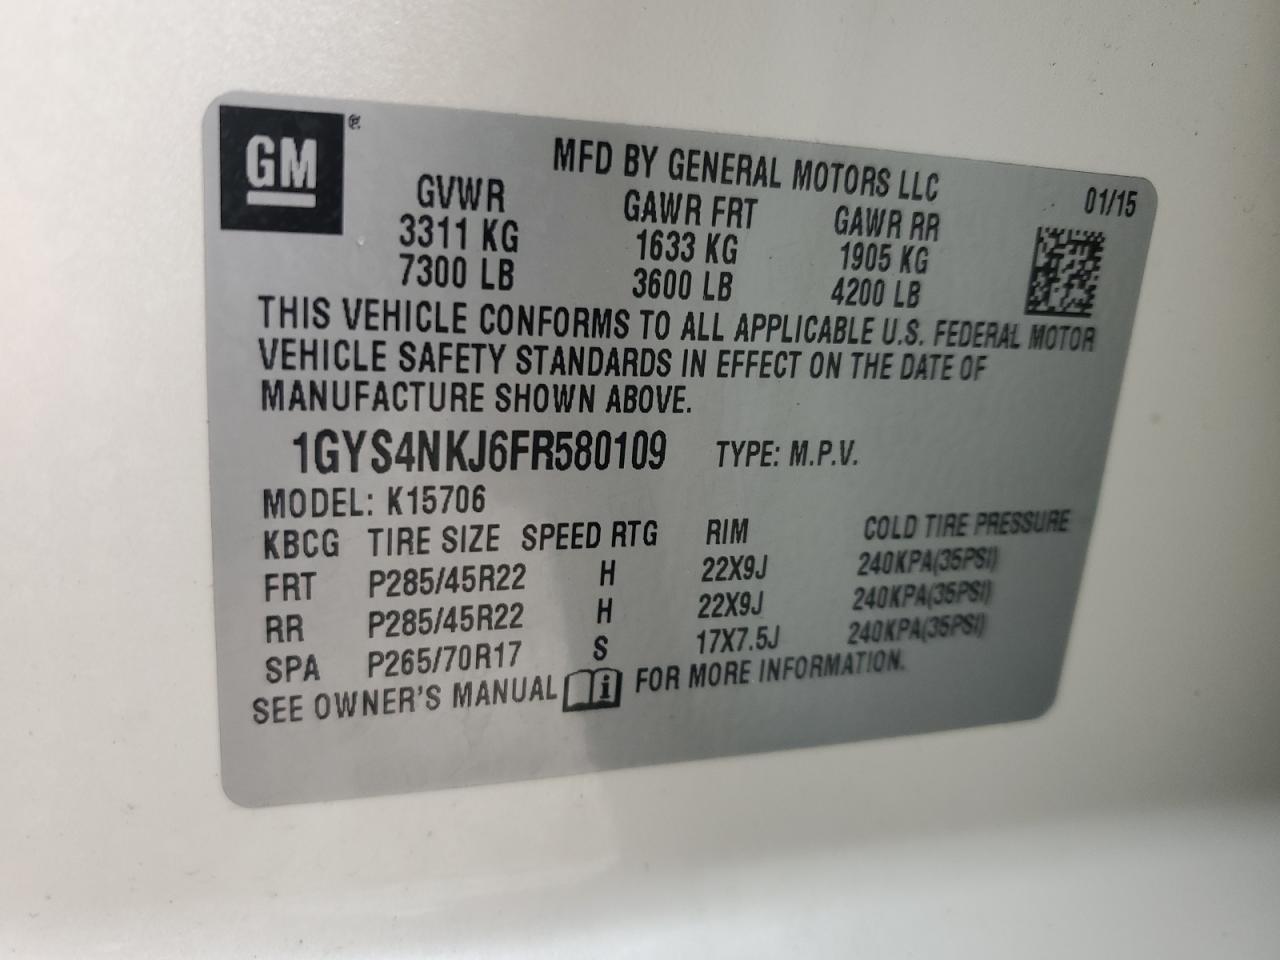 GM
®
MFD BY GENERAL MOTORS LLC
01/15
GVWR GAWR FRT GAWR RR
3311 KG 1633 KG 1905 KG
7300 LB 3600 LB 4200 LB
THIS VEHICLE CONFORMS TO ALL APPLICABLE U.S. FEDERAL MOTOR
VEHICLE SAFETY STANDARDS IN EFFECT ON THE DATE OF
MANUFACTURE SHOWN ABOVE.
1GYS4NKJ6FR580109 TYPE: M.P.V.
MODEL: K15706
KBCG TIRE SIZE SPEED RTG RIM COLD TIRE PRESSURE
FRT P285/45R22 H 22X9J 240KPA(35PSI)
RR P285/45R22 H 22X9J 240KPA(35PSI)
SPA P265/70R17 S 17X7.5J 240KPA(35PSI)
SEE OWNER'S MANUAL i FOR MORE INFORMATION.